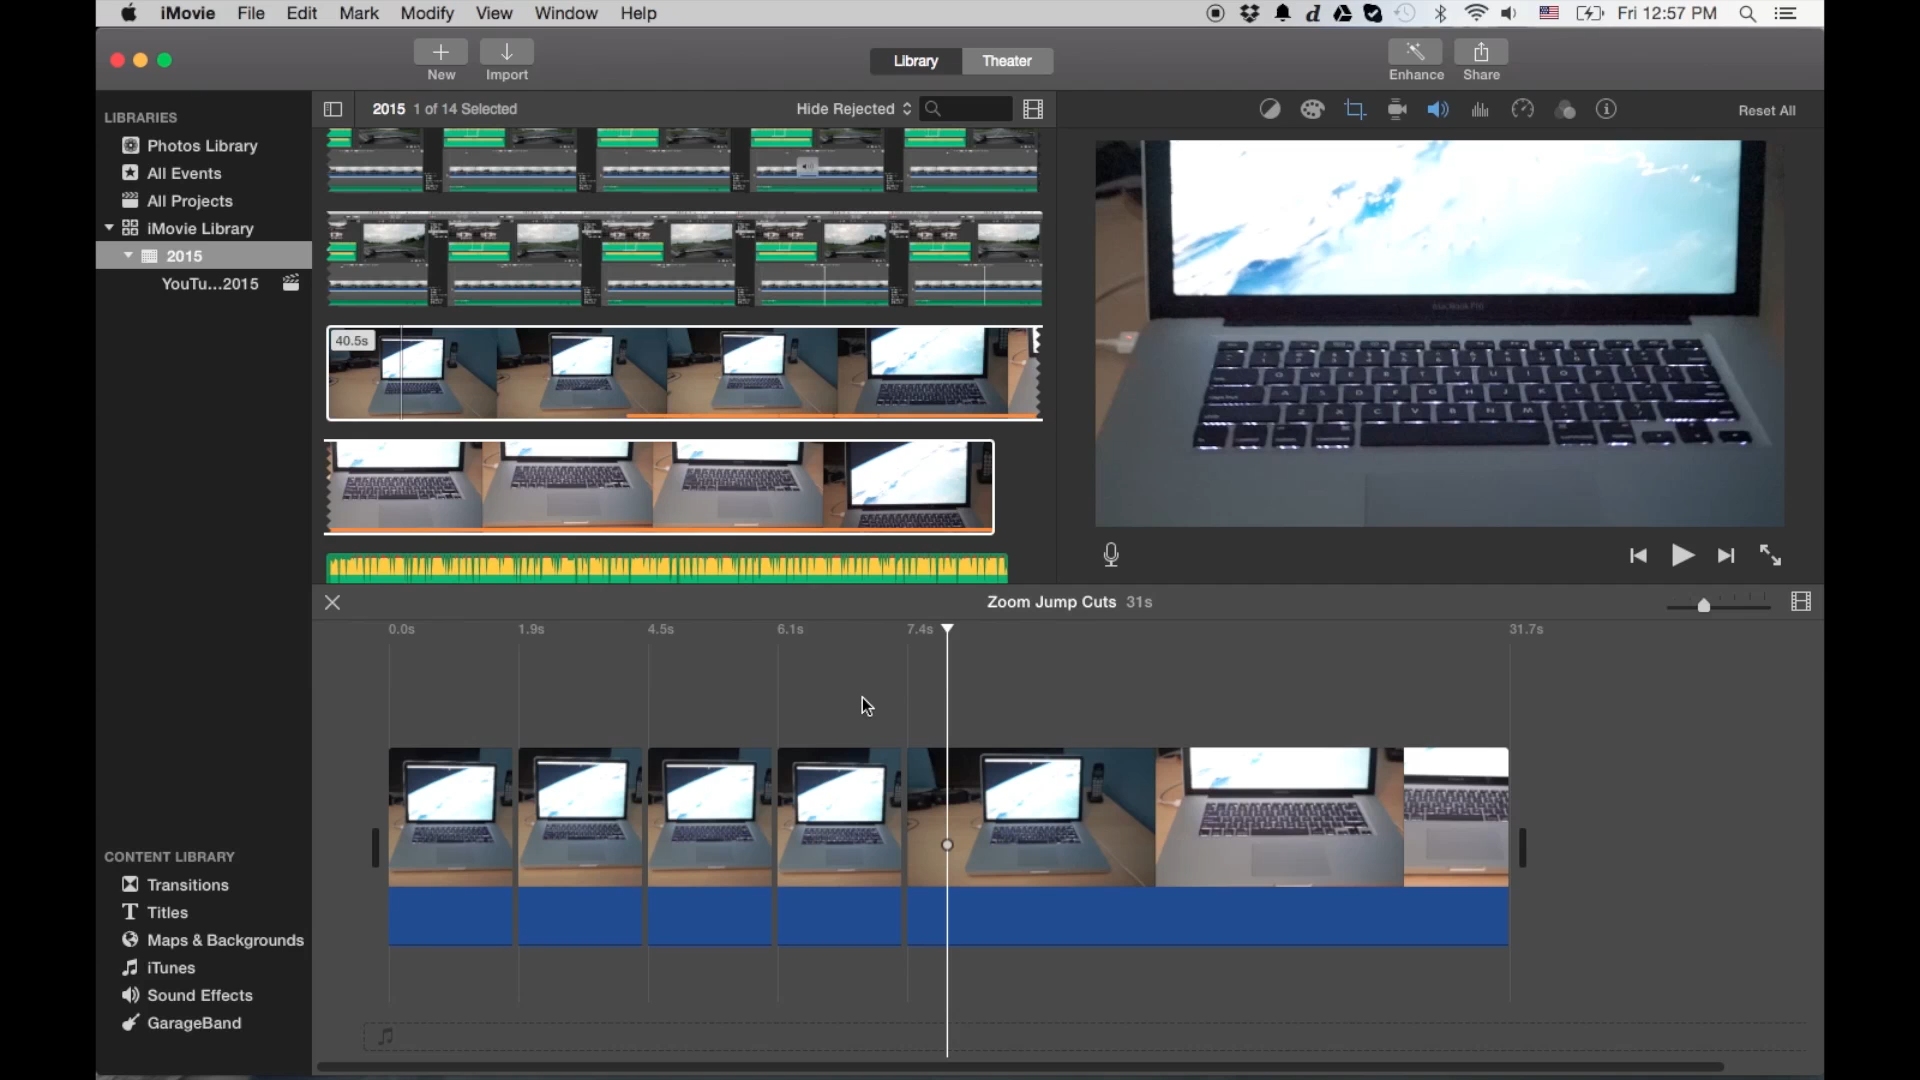 iMovie File Edit Mark Modify View Window Help
Fri 12:57 PM
New
Import
Library
Theater
Enhance
Share
LIBRARIES
Photos Library
All Events
All Projects
iMovie Library
2015
YouTu...2015
2015 1 of 14 Selected
Hide Rejected
Reset All
40.5s
Zoom Jump Cuts 31s
0.0s
1.9s
4.5s
6.1s
7.4s
31.7s
CONTENT LIBRARY
Transitions
Titles
Maps & Backgrounds
iTunes
Sound Effects
GarageBand